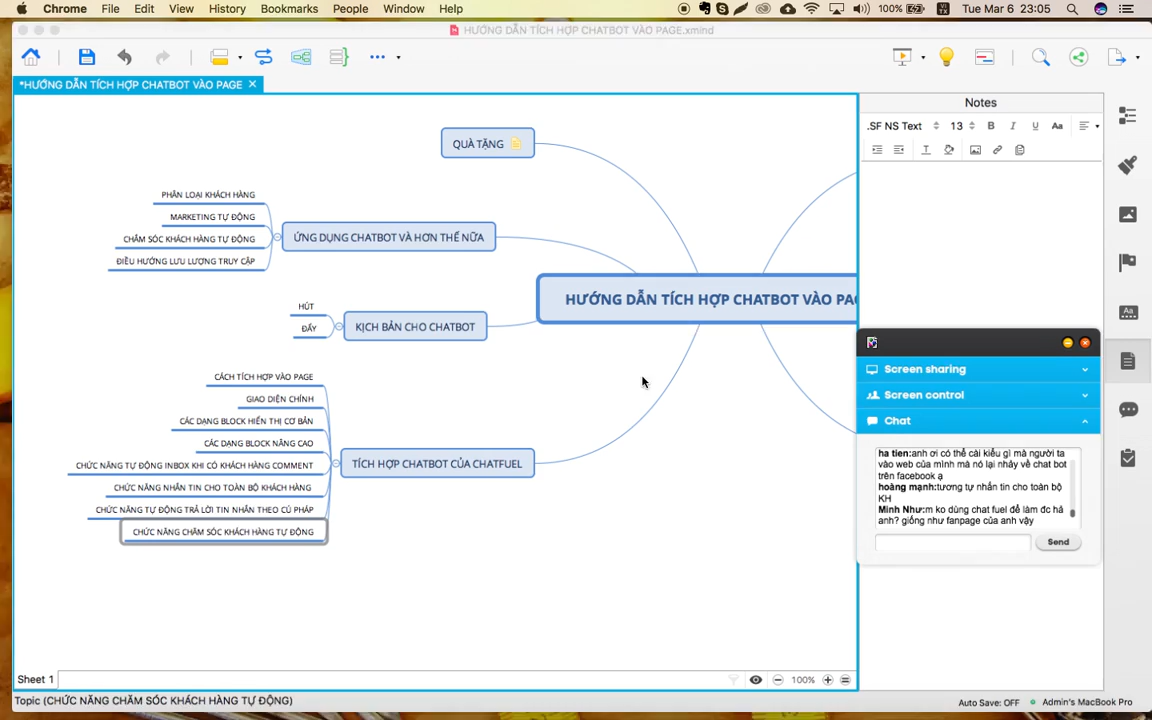 Chrome File Edit View History Bookmarks People Window Help
100% Tue Mar 6 23:05
HƯỚNG DẪN TÍCH HỢP CHATBOT VÀO PAGE.xmind
*HƯỚNG DẪN TÍCH HỢP CHATBOT VÀO PAGE
Notes
.SF NS Text 13 B I U Aa
QUÀ TẶNG
PHÂN LOẠI KHÁCH HÀNG
MARKETING TỰ ĐỘNG
CHĂM SÓC KHÁCH HÀNG TỰ ĐỘNG
ĐIỀU HƯỚNG LƯU LƯỢNG TRUY CẬP
ỨNG DỤNG CHATBOT VÀ HƠN THẾ NỮA
HƯỚNG DẪN TÍCH HỢP CHATBOT VÀO PAG
HÚT
ĐẨY
KỊCH BẢN CHO CHATBOT
CÁCH TÍCH HỢP VÀO PAGE
GIAO DIỆN CHÍNH
CÁC DẠNG BLOCK HIỂN THỊ CƠ BẢN
CÁC DẠNG BLOCK NÂNG CAO
CHỨC NĂNG TỰ ĐỘNG INBOX KHI CÓ KHÁCH HÀNG COMMENT
CHỨC NĂNG NHẮN TIN CHO TOÀN BỘ KHÁCH HÀNG
CHỨC NĂNG TỰ ĐỘNG TRẢ LỜI TIN NHẮN THEO CÚ PHÁP
CHỨC NĂNG CHĂM SÓC KHÁCH HÀNG TỰ ĐỘNG
TÍCH HỢP CHATBOT CỦA CHATFUEL
Screen sharing
Screen control
Chat
ha tien:anh ơi có thể cài kiểu gì mà người ta
vào web của mình mà nó lại nhảy về chat bot
trên facebook ạ
hoàng mạnh:tương tự nhắn tin cho toàn bộ
KH
Minh Như:m ko dùng chat fuel để làm đc hả
anh? giống như fanpage của anh vậy
Send
Sheet 1
100%
Topic (CHỨC NĂNG CHĂM SÓC KHÁCH HÀNG TỰ ĐỘNG)
Auto Save: OFF Admin's MacBook Pro